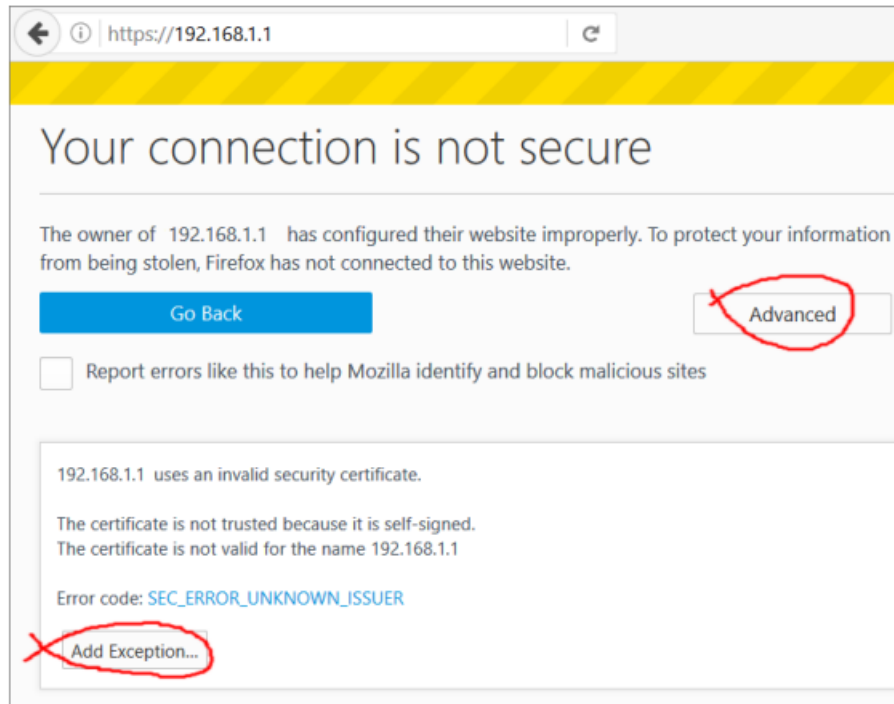 https://192.168.1.1
Your connection is not secure
The owner of 192.168.1.1 has configured their website improperly. To protect your information
from being stolen, Firefox has not connected to this website.
Go Back
Advanced
Report errors like this to help Mozilla identify and block malicious sites
192.168.1.1 uses an invalid security certificate.
The certificate is not trusted because it is self-signed.
The certificate is not valid for the name 192.168.1.1
Error code: SEC_ERROR_UNKNOWN_ISSUER
Add Exception...